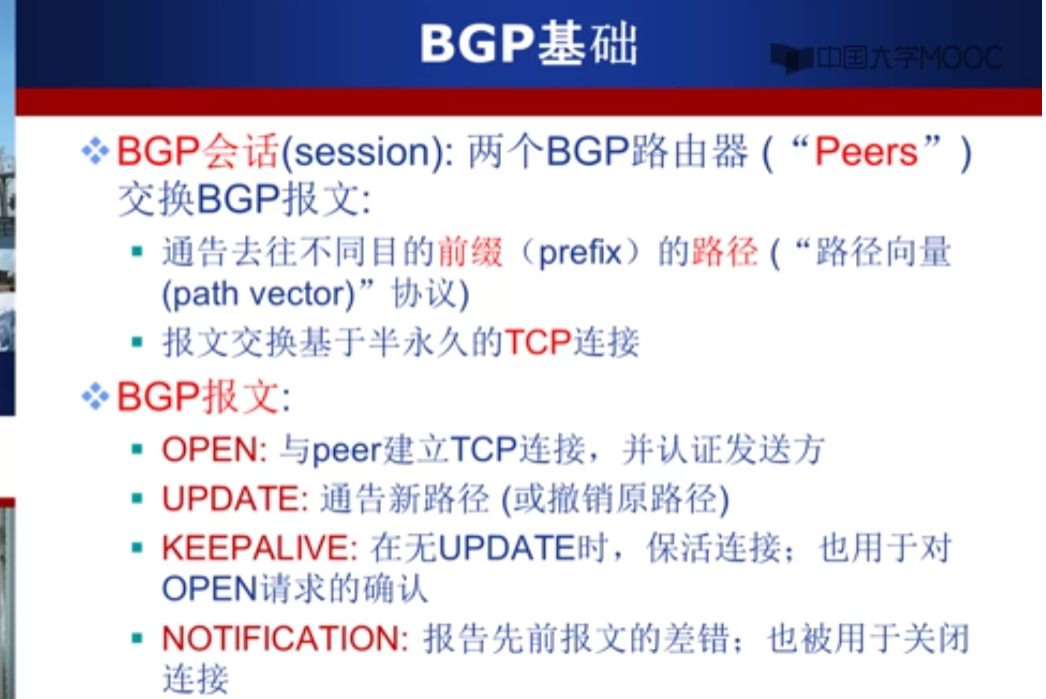 BGP基础
中国大学MOOC
BGP会话(session): 两个BGP路由器 (“Peers”)
交换BGP报文:
通告去往不同目的前缀（prefix）的路径 (“路径向量
(path vector)”协议)
报文交换基于半永久的TCP连接
BGP报文:
OPEN: 与peer建立TCP连接，并认证发送方
UPDATE: 通告新路径 (或撤销原路径)
KEEPALIVE: 在无UPDATE时，保活连接；也用于对
OPEN请求的确认
NOTIFICATION: 报告先前报文的差错；也被用于关闭
连接